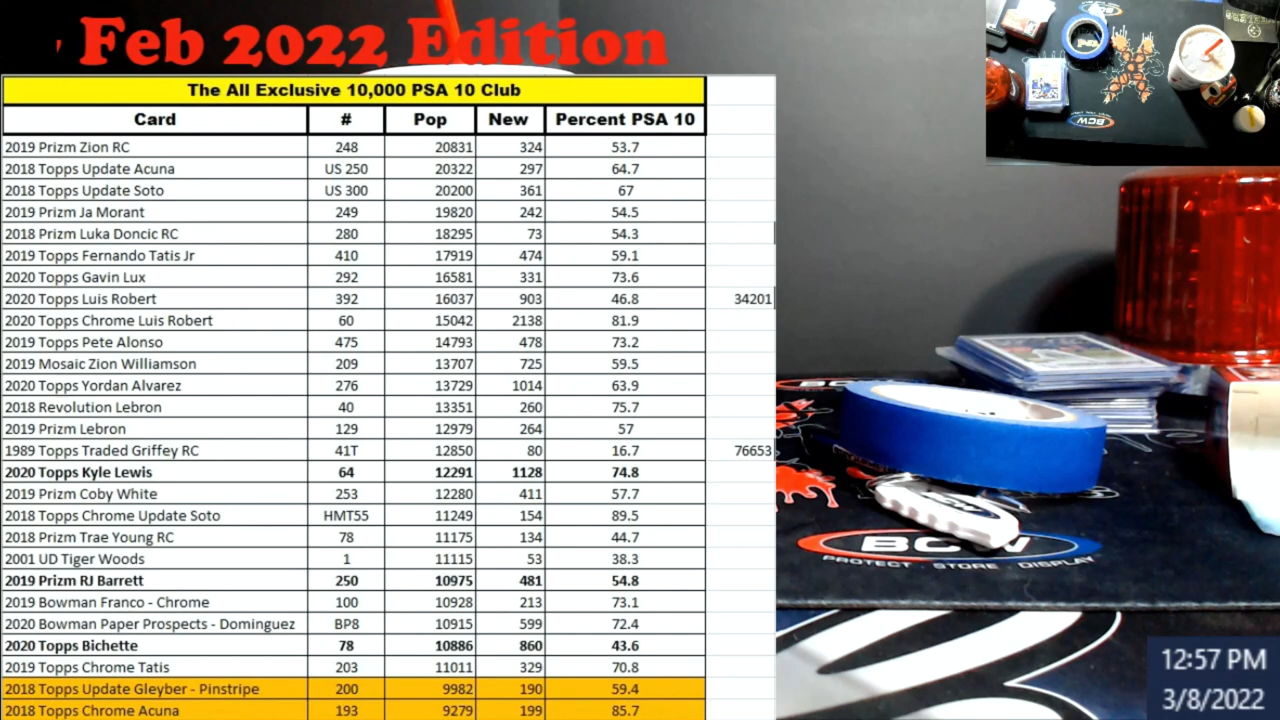 Feb 2022 Edition
The All Exclusive 10,000 PSA 10 Club
Card # Pop New Percent PSA 10
2019 Prizm Zion RC 248 20831 324 53.7
2018 Topps Update Acuna US 250 20322 297 64.7
2018 Topps Update Soto US 300 20200 361 67
2019 Prizm Ja Morant 249 19820 242 54.5
2018 Prizm Luka Doncic RC 280 18295 73 54.3
2019 Topps Fernando Tatis Jr 410 17919 474 59.1
2020 Topps Gavin Lux 292 16581 331 73.6
2020 Topps Luis Robert 392 16037 903 46.8 34201
2020 Topps Chrome Luis Robert 60 15042 2138 81.9
2019 Topps Pete Alonso 475 14793 478 73.2
2019 Mosaic Zion Williamson 209 13707 725 59.5
2020 Topps Yordan Alvarez 276 13729 1014 63.9
2018 Revolution Lebron 40 13351 260 75.7
2019 Prizm Lebron 129 12979 264 57
1989 Topps Traded Griffey RC 41T 12850 80 16.7 76653
2020 Topps Kyle Lewis 64 12291 1128 74.8
2019 Prizm Coby White 253 12280 411 57.7
2018 Topps Chrome Update Soto HMT55 11249 154 89.5
2018 Prizm Trae Young RC 78 11175 134 44.7
2001 UD Tiger Woods 1 11115 53 38.3
2019 Prizm RJ Barrett 250 10975 481 54.8
2019 Bowman Franco - Chrome 100 10928 213 73.1
2020 Bowman Paper Prospects - Dominguez BP8 10915 599 72.4
2020 Topps Bichette 78 10886 860 43.6
2019 Topps Chrome Tatis 203 11011 329 70.8
2018 Topps Update Gleyber - Pinstripe 200 9982 190 59.4
2018 Topps Chrome Acuna 193 9279 199 85.7
BCW
BCW
PROTECT · STORE · DISPLAY
12:57 PM
3/8/2022